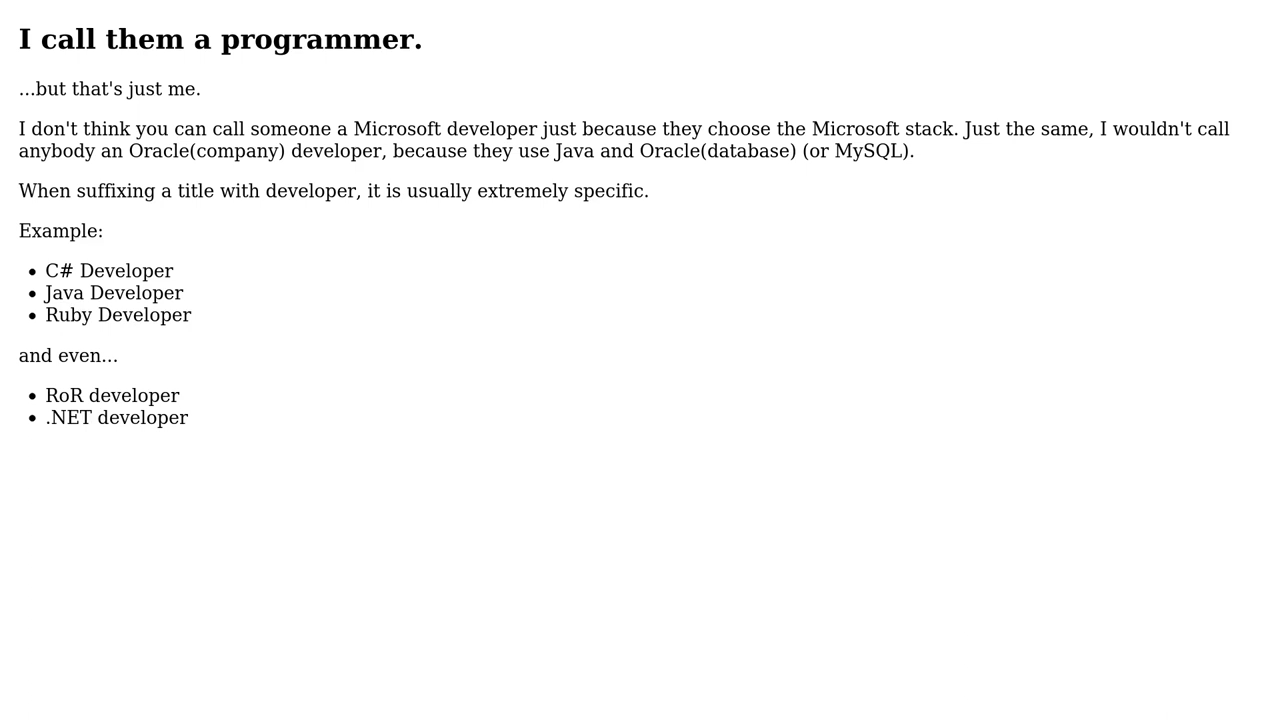 I call them a programmer.
...but that's just me.
I don't think you can call someone a Microsoft developer just because they choose the Microsoft stack. Just the same, I wouldn't call
anybody an Oracle(company) developer, because they use Java and Oracle(database) (or MySQL).
When suffixing a title with developer, it is usually extremely specific.
Example:
• C# Developer
• Java Developer
• Ruby Developer
and even...
• RoR developer
• .NET developer